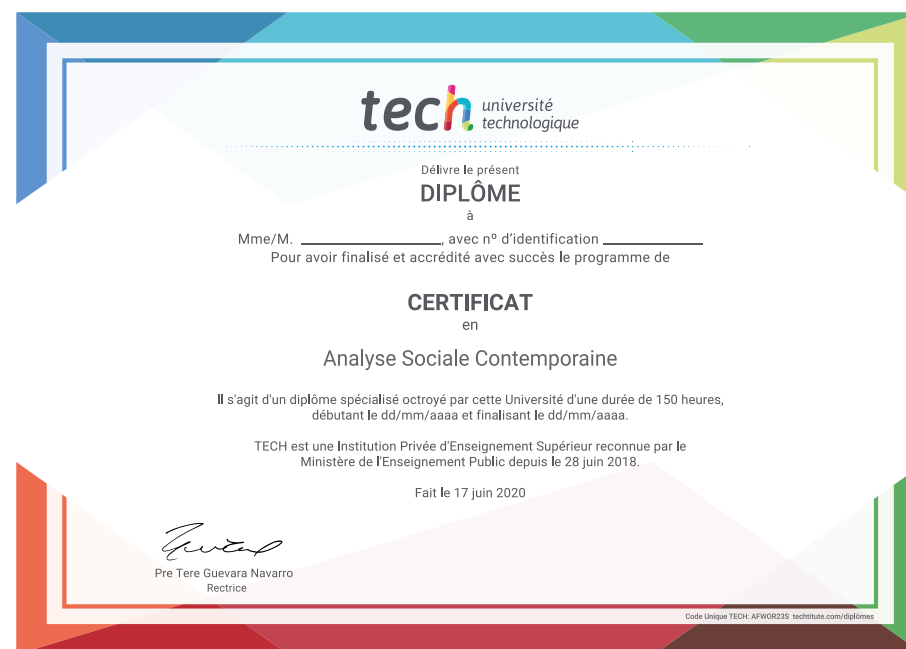 tech université
technologique
Délivre le présent
DIPLÔME
à
Mme/M. ____________________, avec nº d'identification ______________
Pour avoir finalisé et accrédité avec succès le programme de
CERTIFICAT
en
Analyse Sociale Contemporaine
Il s'agit d'un diplôme spécialisé octroyé par cette Université d'une durée de 150 heures,
débutant le dd/mm/aaaa et finalisant le dd/mm/aaaa.
TECH est une Institution Privée d'Enseignement Supérieur reconnue par le
Ministère de l'Enseignement Public depuis le 28 juin 2018.
Fait le 17 juin 2020
Pre Tere Guevara Navarro
Rectrice
Code Unique TECH: AFWOR23S techtitute.com/diplômes